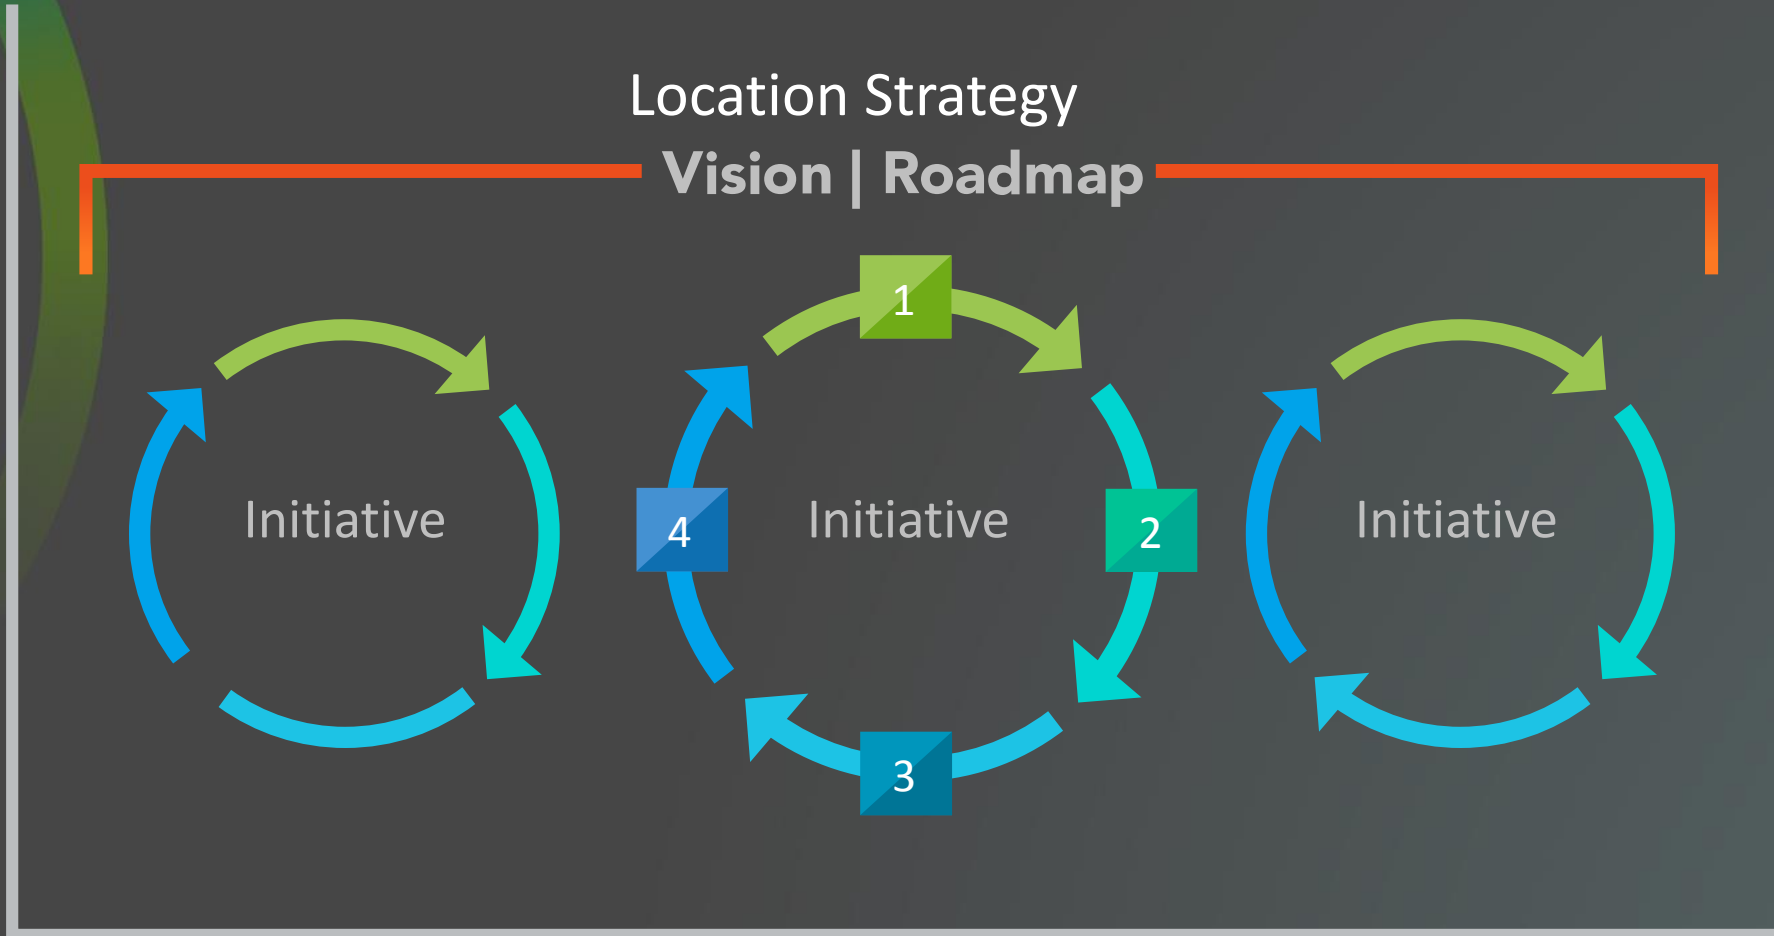 Location Strategy
Vision | Roadmap
1
Initiative
4
Initiative
2
Initiative
3